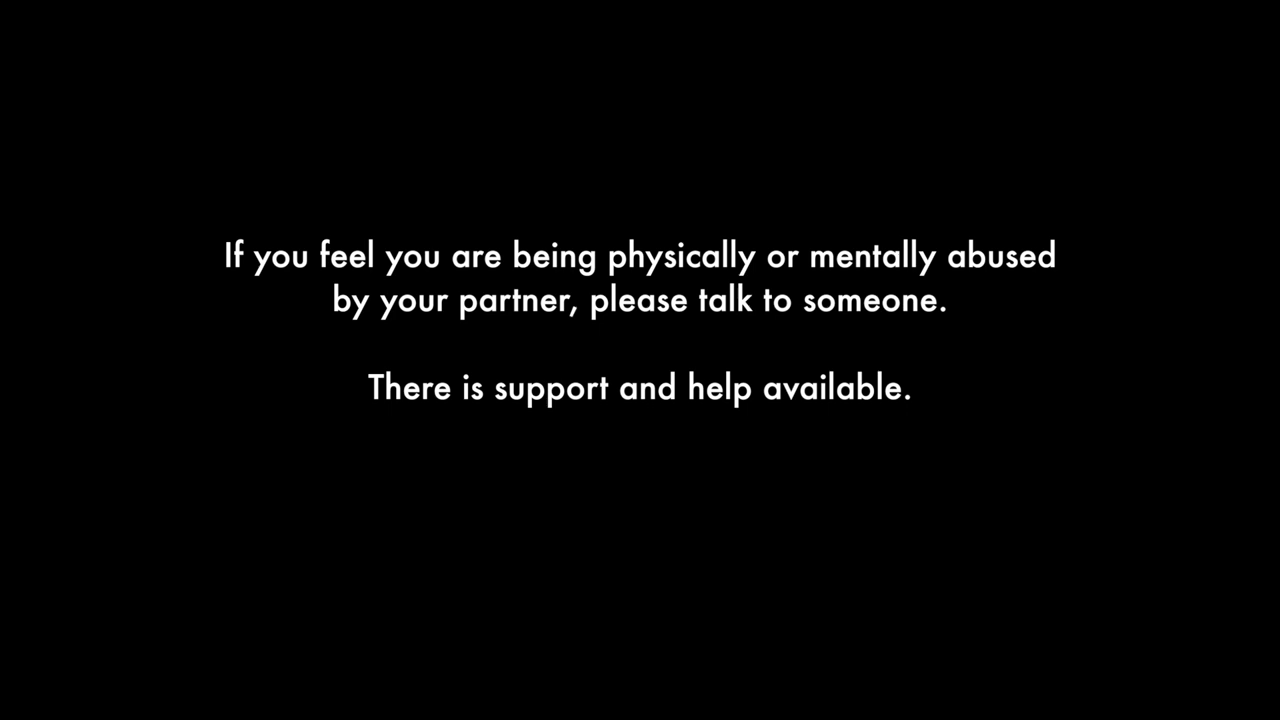 If you feel you are being physically or mentally abused
by your partner, please talk to someone.
There is support and help available.